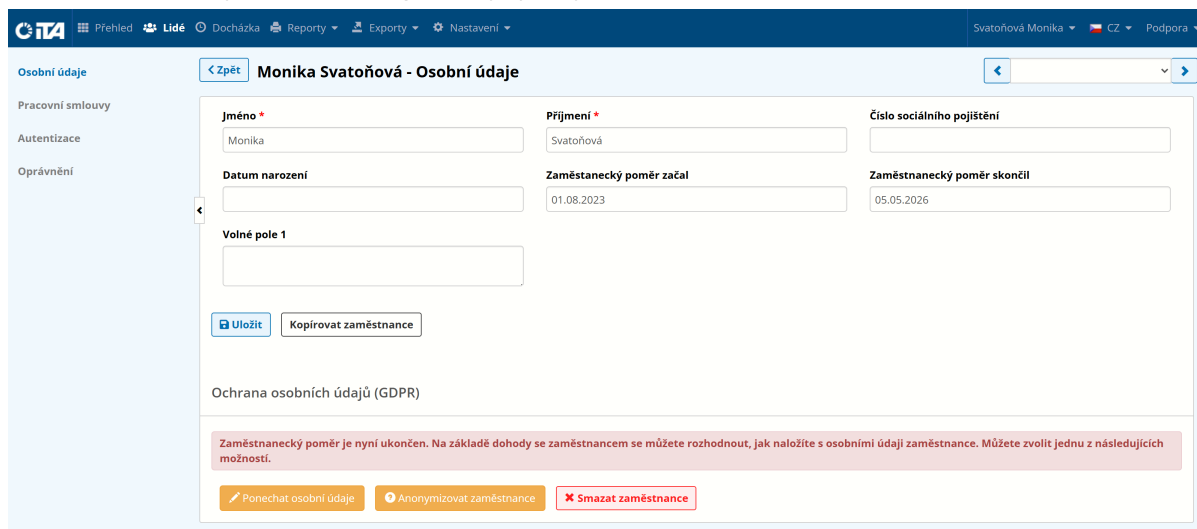 iTA Přehled Lidé Docházka Reporty Exporty Nastavení Svatoňová Monika CZ Podpora
Osobní údaje
Pracovní smlouvy
Autentizace
Oprávnění
Zpět Monika Svatoňová - Osobní údaje
Jméno * Příjmení * Číslo sociálního pojištění
Monika Svatoňová
Datum narození Zaměstanecký poměr začal Zaměstnanecký poměr skončil
01.08.2023 05.05.2026
Volné pole 1
Uložit Kopírovat zaměstnance
Ochrana osobních údajů (GDPR)
Zaměstnanecký poměr je nyní ukončen. Na základě dohody se zaměstnancem se můžete rozhodnout, jak naložíte s osobními údaji zaměstnance. Můžete zvolit jednu z následujících
možností.
Ponechat osobní údaje Anonymizovat zaměstnance Smazat zaměstnance